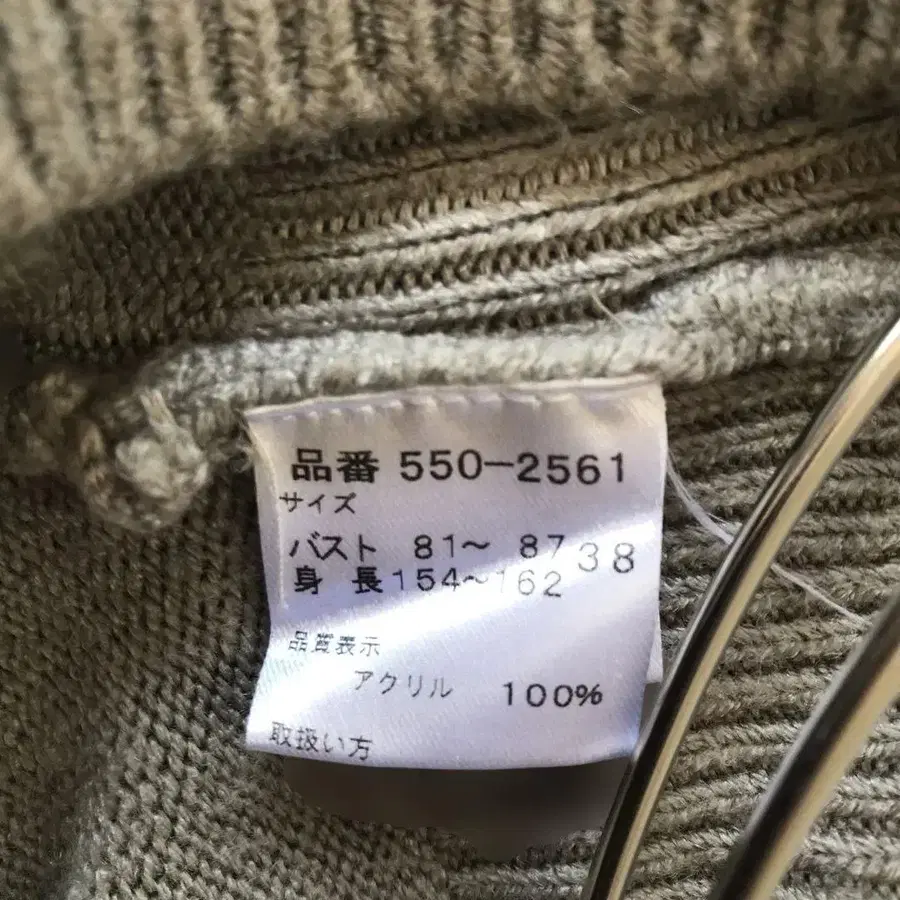 品番 550-2561
サイズ
バスト 81〜 87 38
身 長 154〜162
品質表示
アクリル 100%
取扱い方